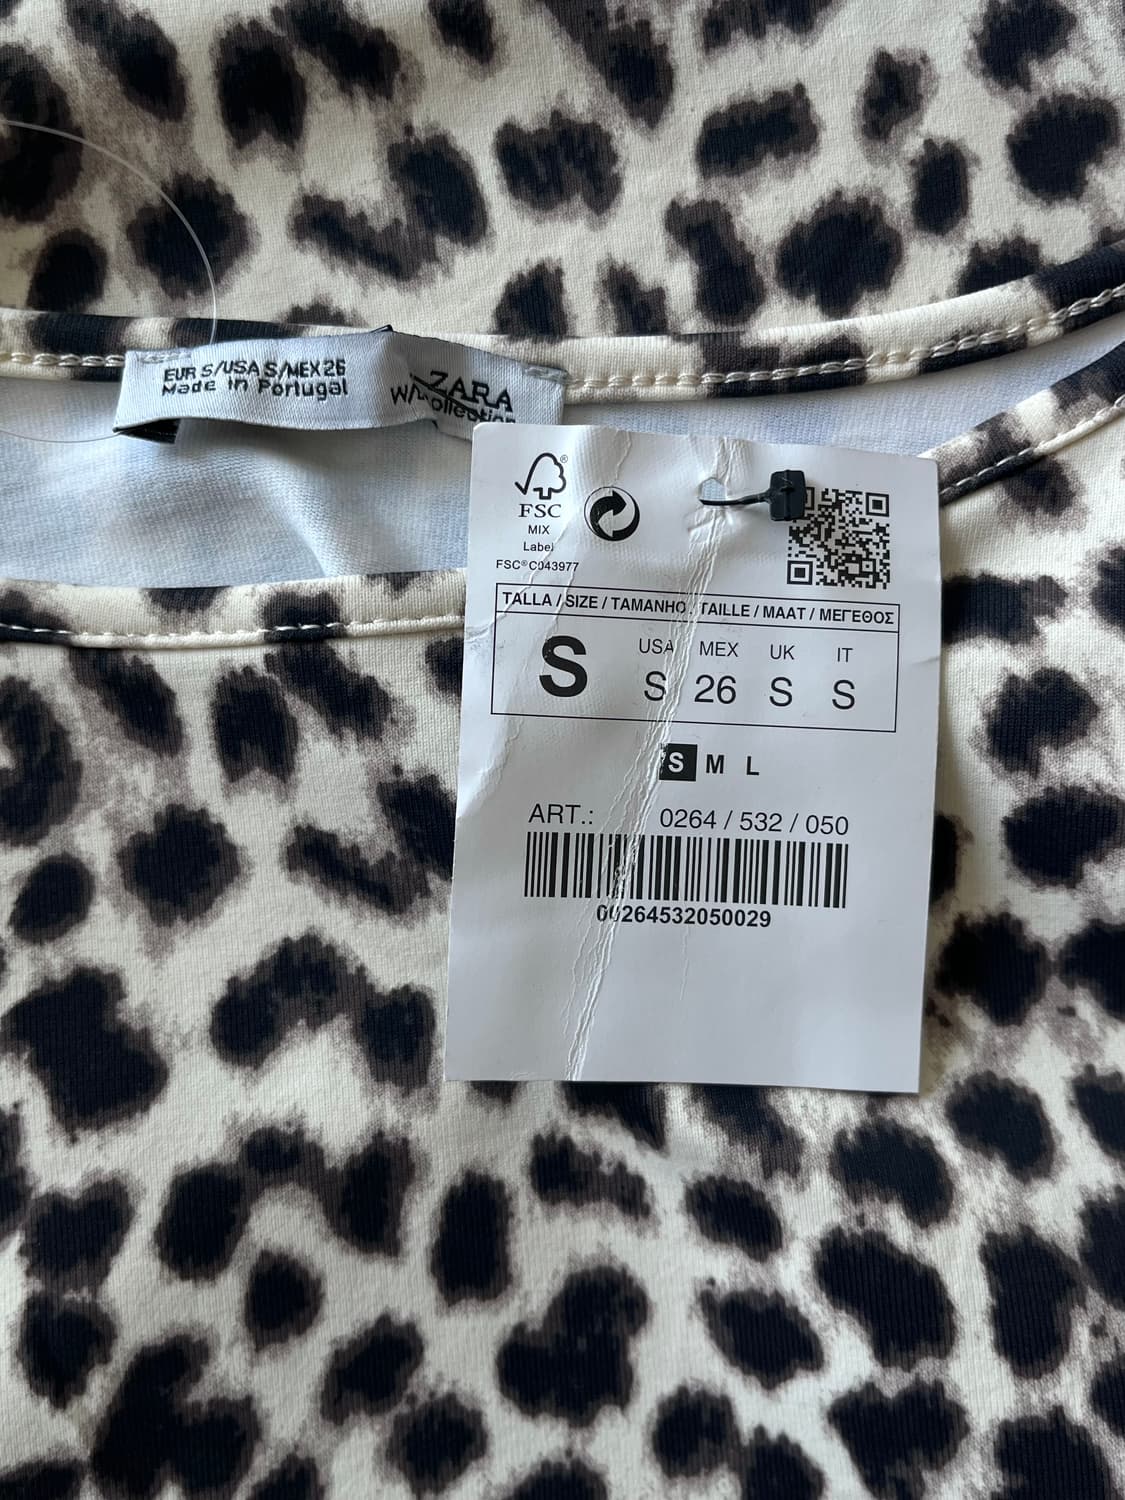 EUR S/USA S/MEX 26
Made in Portugal
ZARA
W/ collection
FSC®
MIX
Label
FSC® C043977
TALLA / SIZE / TAMANHO / TAILLE / MAAT / ΜΕΓΕΘΟΣ
USA MEX UK IT
S S 26 S S
S M L
ART.: 0264 / 532 / 050
00264532050029